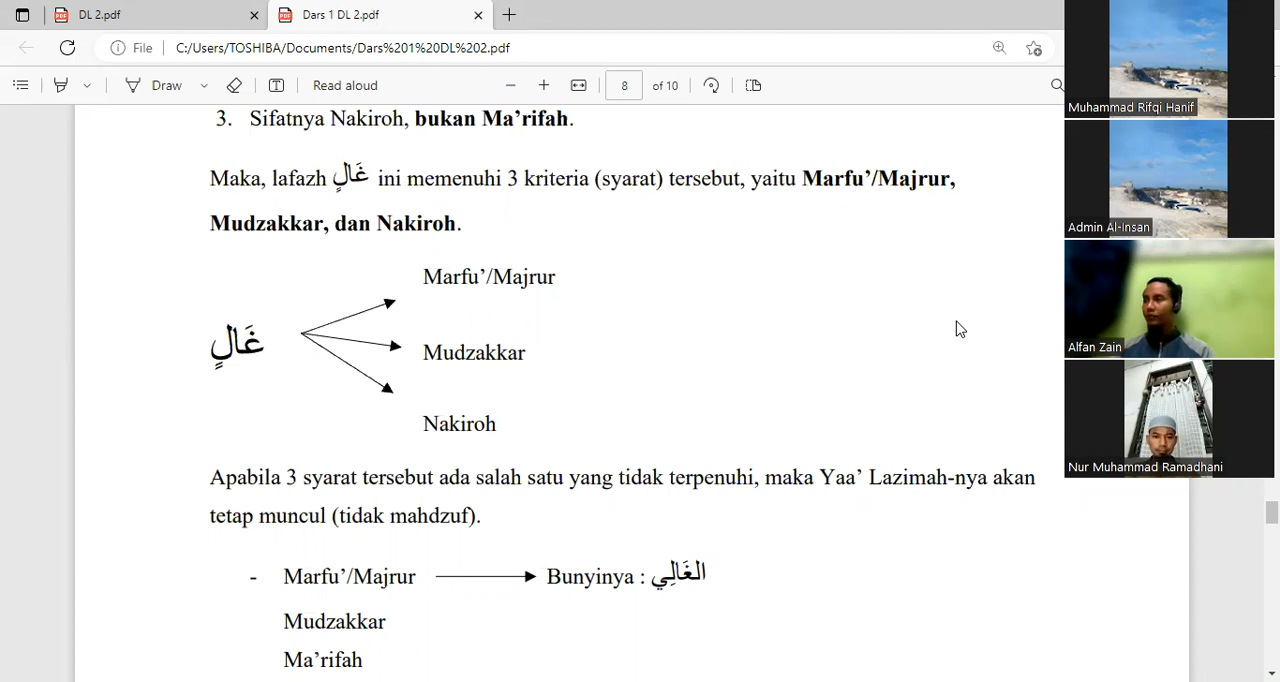 DL 2.pdf
Dars 1 DL 2.pdf
File
C:/Users/TOSHIBA/Documents/Dars%201%20DL%202.pdf
Draw
Read aloud
8 of 10
3. Sifatnya Nakiroh, bukan Ma’rifah.
Maka, lafazh غَالٍ ini memenuhi 3 kriteria (syarat) tersebut, yaitu Marfu’/Majrur,
Mudzakkar, dan Nakiroh.
Marfu’/Majrur
غَالٍ
Mudzakkar
Nakiroh
Apabila 3 syarat tersebut ada salah satu yang tidak terpenuhi, maka Yaa’ Lazimah-nya akan
tetap muncul (tidak mahdzuf).
- Marfu’/Majrur Bunyinya : الغَالِي
Mudzakkar
Ma’rifah
Muhammad Rifqi Hanif
Admin Al-Insan
Alfan Zain
Nur Muhammad Ramadhani